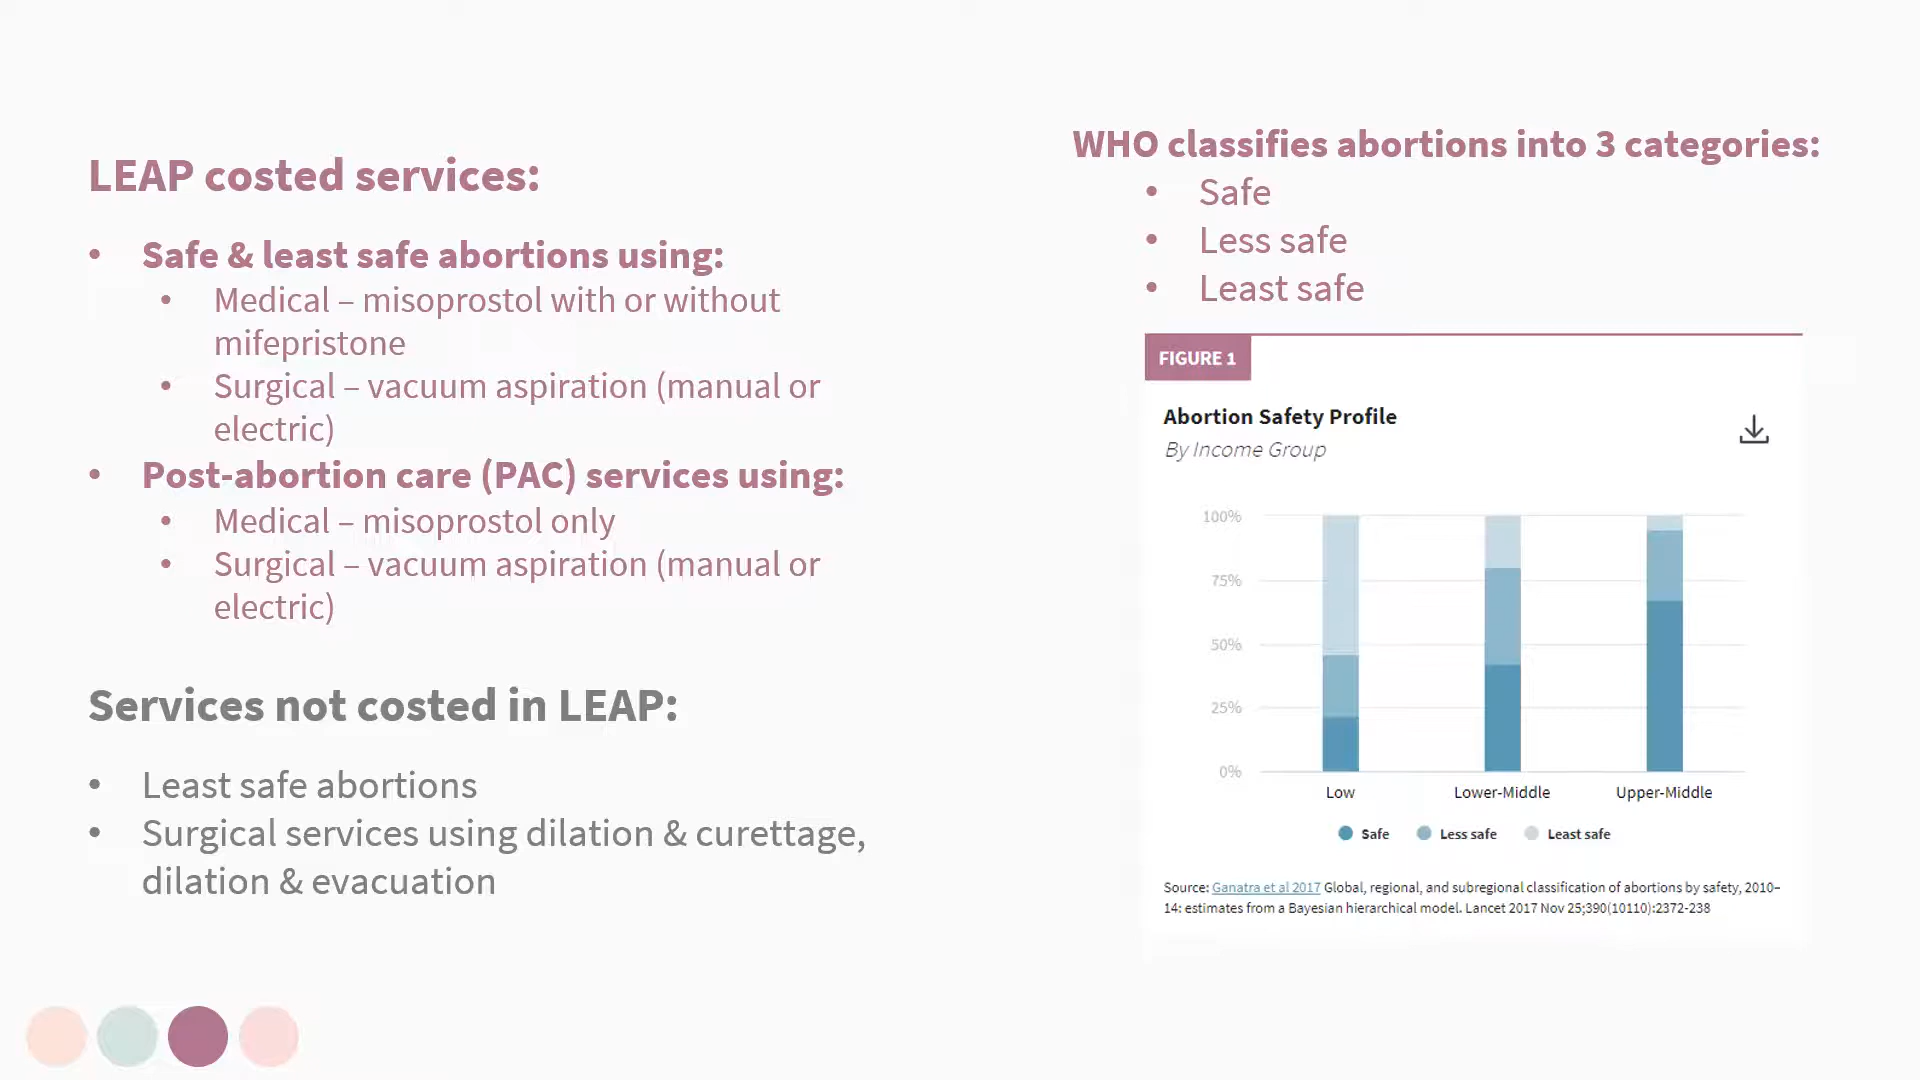 LEAP costed services:
• Safe & least safe abortions using:
• Medical – misoprostol with or without
mifepristone
• Surgical – vacuum aspiration (manual or
electric)
• Post-abortion care (PAC) services using:
• Medical – misoprostol only
• Surgical – vacuum aspiration (manual or
electric)
Services not costed in LEAP:
• Least safe abortions
• Surgical services using dilation & curettage,
dilation & evacuation
WHO classifies abortions into 3 categories:
• Safe
• Less safe
• Least safe
FIGURE 1
Abortion Safety Profile
By Income Group
100%
75%
50%
25%
0%
Low Lower-Middle Upper-Middle
Safe Less safe Least safe
Source: Ganatra et al 2017 Global, regional, and subregional classification of abortions by safety, 2010–
14: estimates from a Bayesian hierarchical model. Lancet 2017 Nov 25;390(10110):2372-238